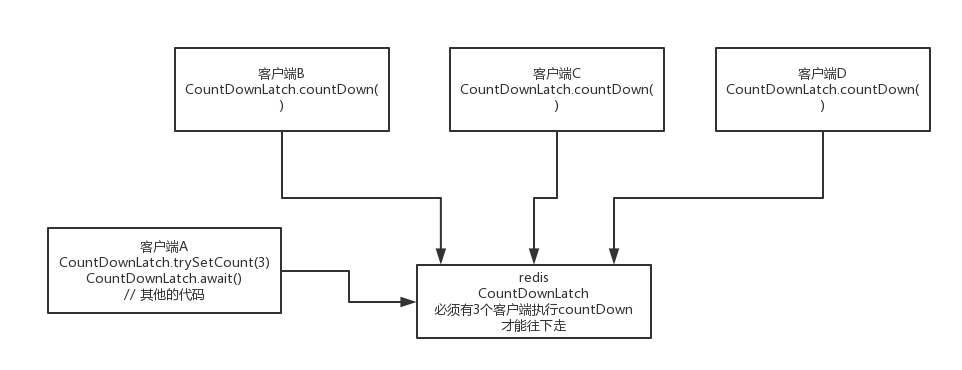 客户端B
CountDownLatch.countDown(
)
客户端C
CountDownLatch.countDown(
)
客户端D
CountDownLatch.countDown(
)
客户端A
CountDownLatch.trySetCount(3)
CountDownLatch.await()
// 其他的代码
redis
CountDownLatch
必须有3个客户端执行countDown
才能往下走